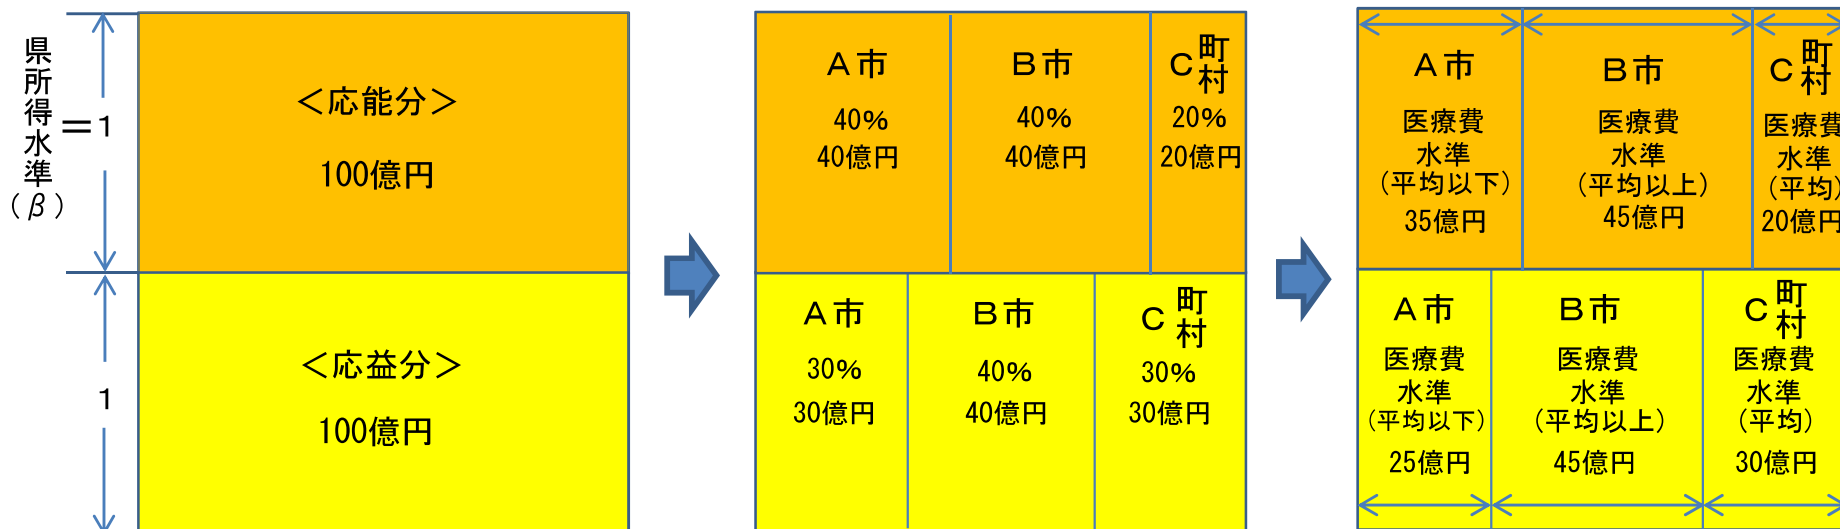 県所得水準(β)
=1
1
<応能分>
100億円
<応益分>
100億円
A市
40%
40億円
B市
40%
40億円
C町村
20%
20億円
A市
30%
30億円
B市
40%
40億円
C町村
30%
30億円
A市
医療費
水準
(平均以下)
35億円
B市
医療費
水準
(平均以上)
45億円
C町村
医療費
水準
(平均)
20億円
A市
医療費
水準
(平均以下)
25億円
B市
医療費
水準
(平均以上)
45億円
C町村
医療費
水準
(平均)
30億円